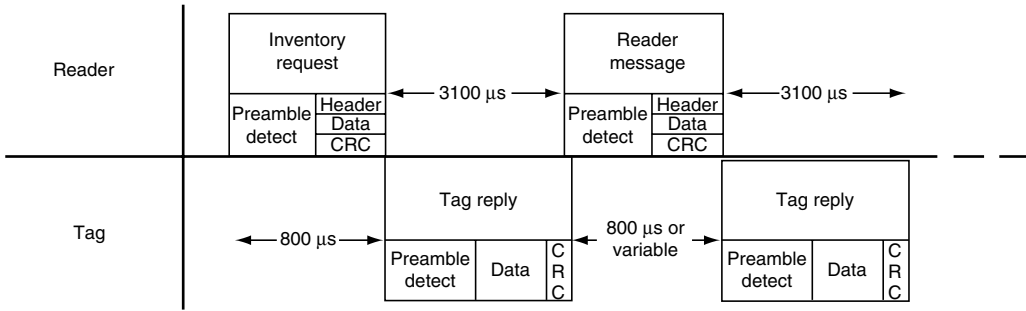 Reader
Inventory
request
Preamble
detect
Header
Data
CRC
3100 μs
Reader
message
Preamble
detect
Header
Data
CRC
3100 μs
Tag
800 μs
Tag reply
Preamble
detect
Data
C
R
C
800 μs or
variable
Tag reply
Preamble
detect
Data
C
R
C